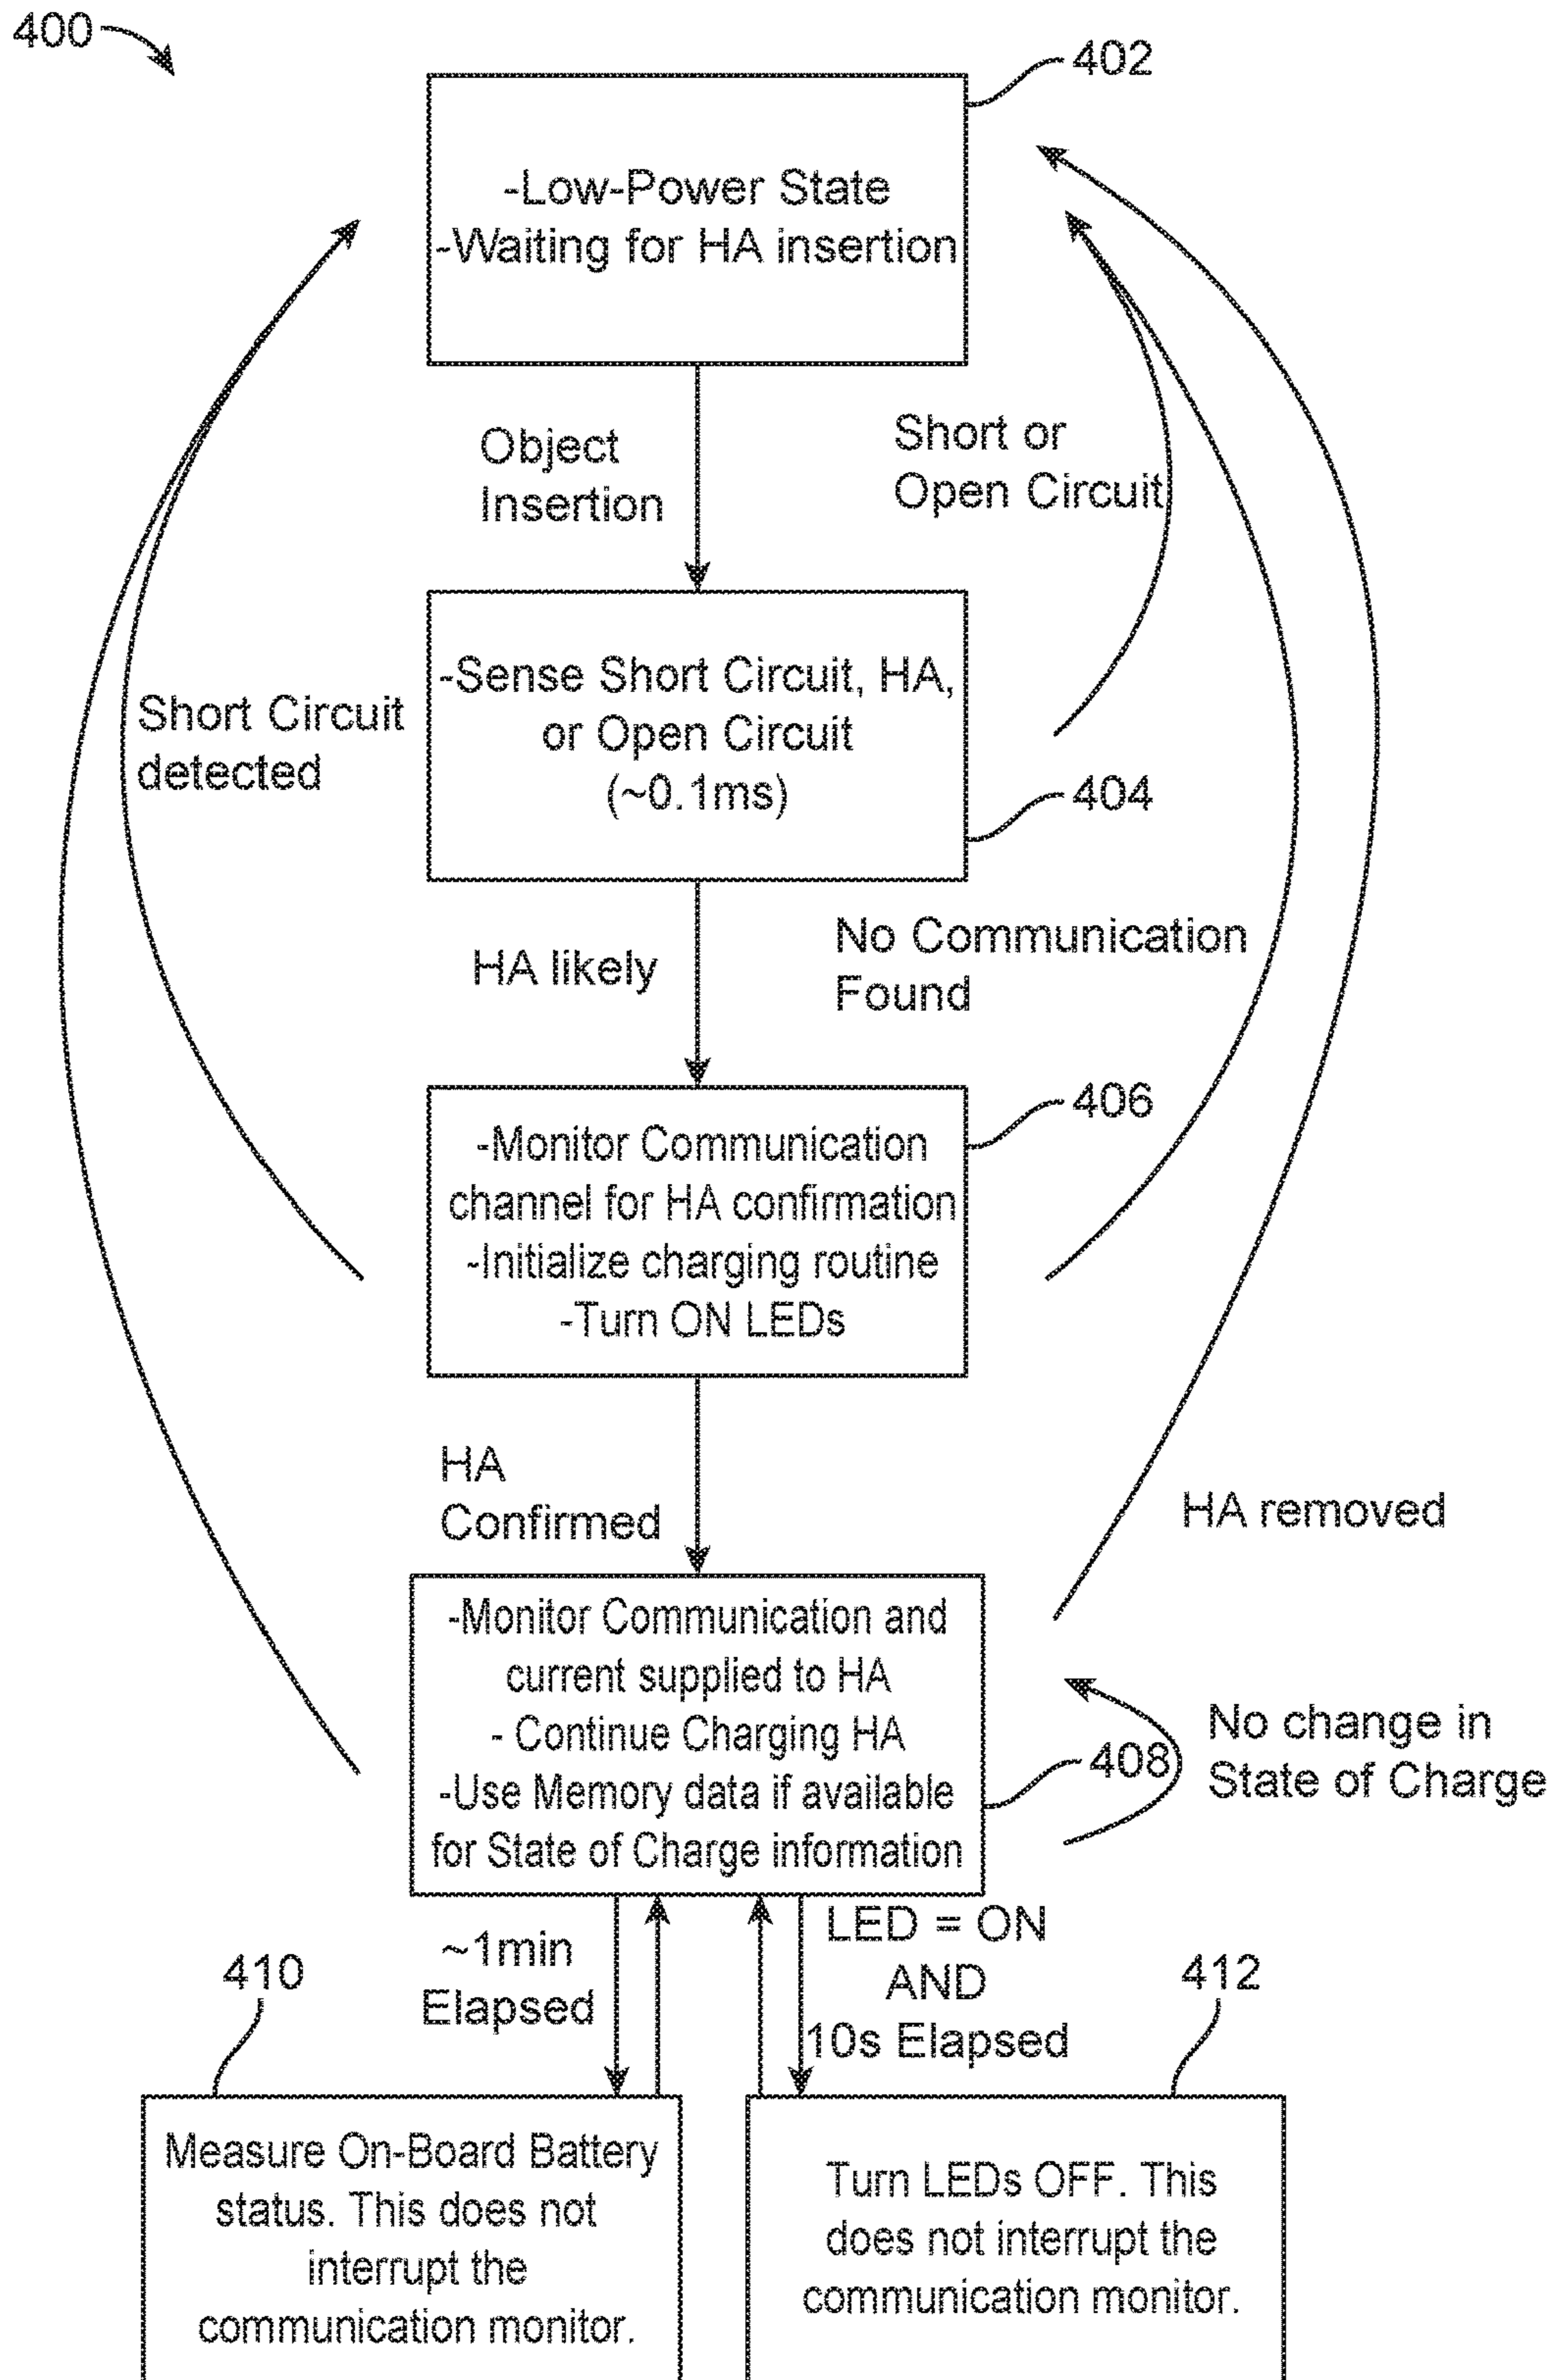 400
402
-Low-Power State
-Waiting for HA insertion
Object
Insertion
Short or
Open Circuit
-Sense Short Circuit, HA,
or Open Circuit
(~0.1ms)
404
Short Circuit
detected
HA likely
No Communication
Found
406
-Monitor Communication
channel for HA confirmation
-Initialize charging routine
-Turn ON LEDs
HA
Confirmed
HA removed
-Monitor Communication and
current supplied to HA
- Continue Charging HA
-Use Memory data if available
for State of Charge information
408
No change in
State of Charge
410
~1min
Elapsed
LED = ON
AND
10s Elapsed
412
Measure On-Board Battery
status. This does not
interrupt the
communication monitor.
Turn LEDs OFF. This
does not interrupt the
communication monitor.